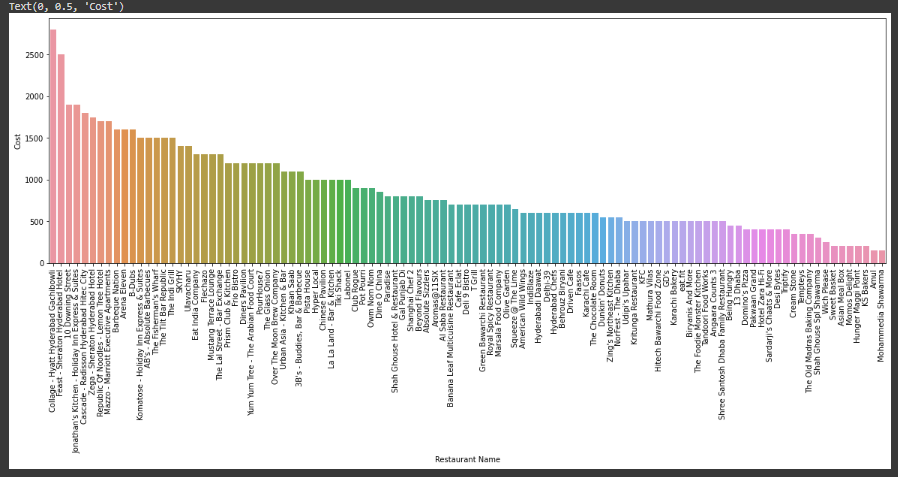 Text(0, 0.5, 'Cost')
2500
2000
1500
1000
500
0
Cost
Collage - Hyatt Hyderabad Gachibowli
Feast - Sheraton Hyderabad Hotel
10 Downing Street
Jonathan's Kitchen - Holiday Inn Express & Suites
Cascade - Radisson Hyderabad Hitec City
Zega - Sheraton Hyderabad Hotel
Republic Of Noodles - Lemon Tree Hotel
Mazzo - Marriott Executive Apartments
Barbeque Nation
Arena Eleven
B-Dubs
Komatose - Holiday Inn Express & Suites
AB's - Absolute Barbecues
The Fisherman's Wharf
The Tilt Bar Republic
The Indi Grill
SKYHY
Ulavacharu
Eat India Company
Flechazo
Mustang Terrace Lounge
The Lal Street - Bar Exchange
Prism Club & Kitchen
Frio Bistro
Diners Pavilion
Yum Yum Tree - The Arabian Food Court
PourHouse7
The Glass Onion
Over The Moon Brew Company
Urban Asia - Kitchen & Bar
Khaan Saab
3B's - Buddies, Bar & Barbecue
Pista House
Hyper Local
Chinese Pavilion
La La Land - Bar & Kitchen
Tiki Shack
Labonel
Club Rogue
Pot Pourri
Owm Nom Nom
Dine O China
Paradise
Shah Ghouse Hotel & Restaurant
Gal Punjab Di
Shanghai Chef 2
Beyond Flavours
Absolute Sizzlers
Aromas@11SIX
Al Saba Restaurant
Banana Leaf Multicuisine Restaurant
Cafe Eclat
Deli 9 Bistro
T Grill
Green Bawarchi Restaurant
Royal Spicy Restaurant
Marsala Food Company
Olive Garden
Squeeze @ The Lime
American Wild Wings
Indiblaze
Hyderabadi Daawat
Delhi-39
Hyderabad Chefs
Behrouz Biryani
Driven Cafe
Faasos
Karachi Cafe
The Chocolate Room
Dunkin' Donuts
Zing's Northeast Kitchen
NorFest - The Dhaba
Udipi's Upahar
Kritunga Restaurant
KFC
Mathura Vilas
Hitech Bawarchi Food Zone
GD's
Karachi Bakery
eat.fit
Biryanis And More
The Foodie Monster Kitchen
Tandoori Food Works
Angaara Counts 3
Shree Santosh Dhaba Family Restaurant
Being Hungry
13 Dhaba
Domino's Pizza
Pakwaan Grand
Hotel Zara Hi-Fi
Sardarji's Chaats & More
Desi Bytes
Triptify
Cream Stone
Tempteys
The Old Madras Baking Company
Shah Ghouse Spl Shawarma
Wich Please
Sweet Basket
Asian Meal Box
Momos Delight
Hunger Maggi Point
KS Bakers
Amul
Mohammedia Shawarma
Restaurant Name